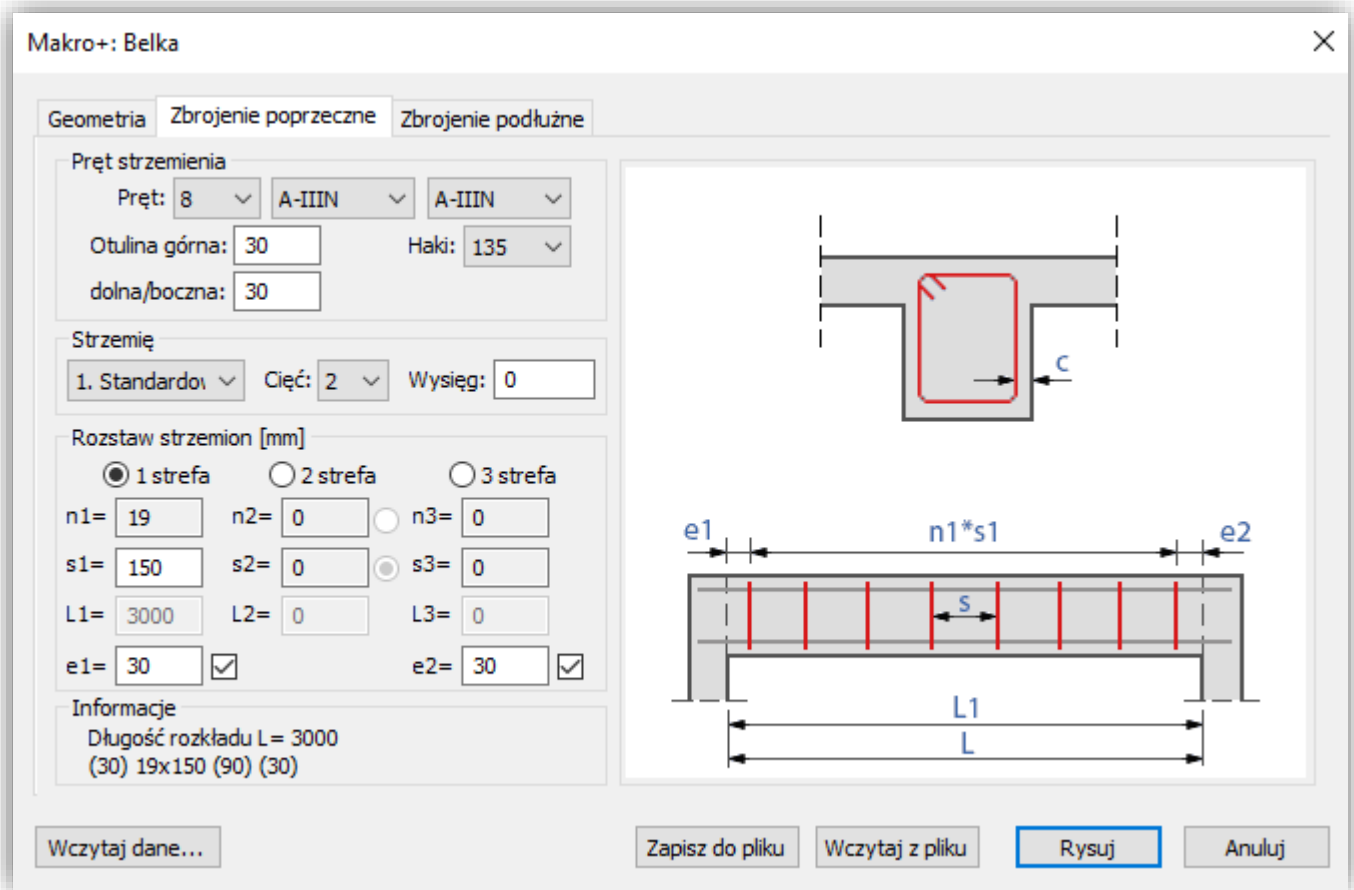 Makro+: Belka
Geometria Zbrojenie poprzeczne Zbrojenie podłużne
Pręt strzemienia
Pręt: 8 A-IIIN A-IIIN
Otulina górna: 30 Haki: 135
dolna/boczna: 30
Strzemię
1. Standardov Cięć: 2 Wysięg: 0
Rozstaw strzemion [mm]
1 strefa 2 strefa 3 strefa
n1= 19 n2= 0 n3= 0
s1= 150 s2= 0 s3= 0
L1= 3000 L2= 0 L3= 0
e1= 30 e2= 30
Informacje
Długość rozkładu L= 3000
(30) 19x150 (90) (30)
c
e1 n1*s1 e2
s
L1
L
Wczytaj dane... Zapisz do pliku Wczytaj z pliku Rysuj Anuluj